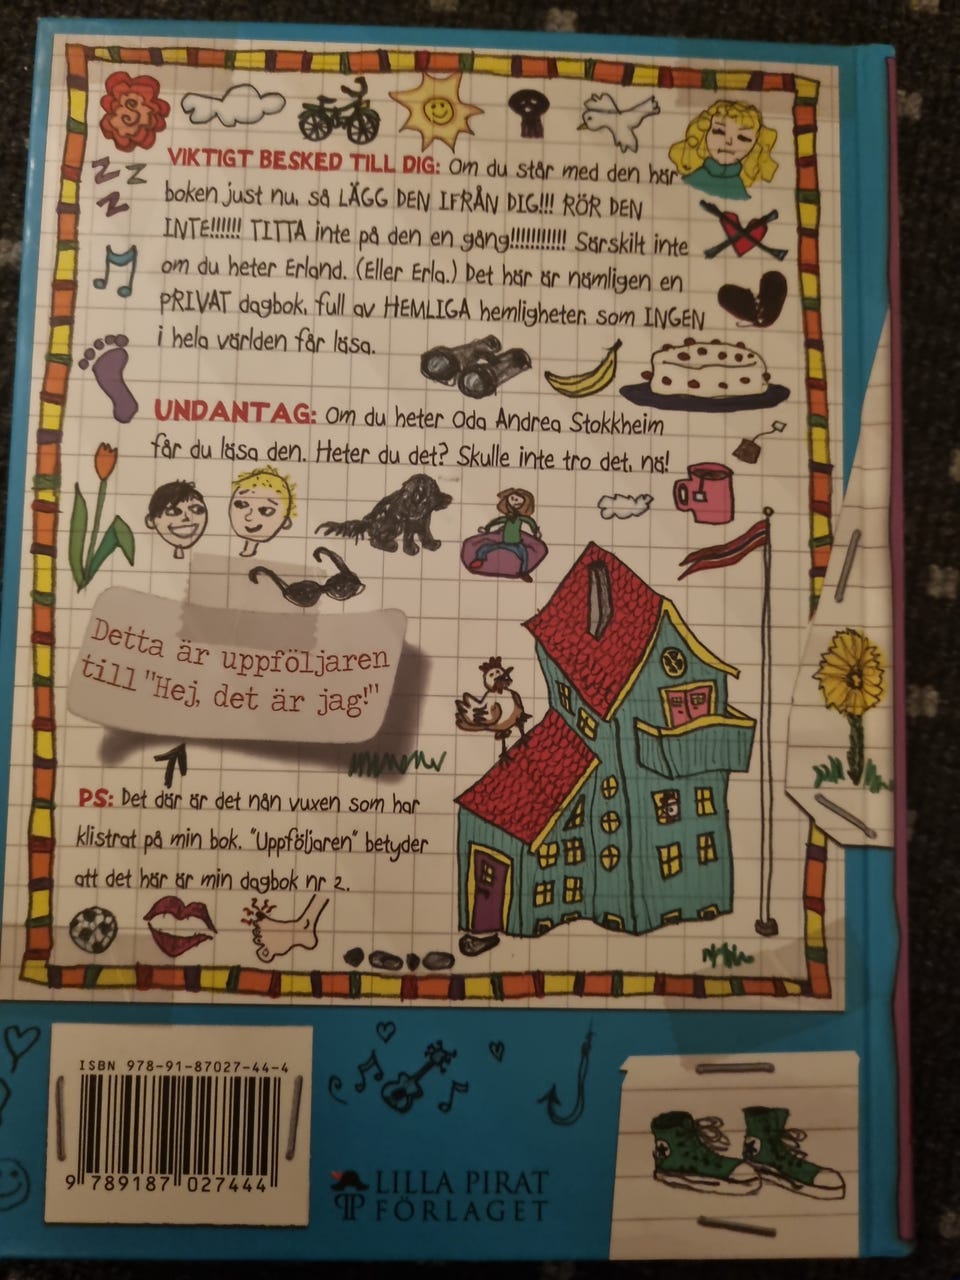 VIKTIGT BESKED TILL DIG: Om du står med den här
boken just nu, så LÄGG DEN IFRÅN DIG!!! RÖR DEN
INTE!!!!!! TITTA inte på den en gång!!!!!!!!!!! Särskilt inte
om du heter Erland. (Eller Erla.) Det här är nämligen en
PRIVAT dagbok, full av HEMLIGA hemligheter, som INGEN
i hela världen får läsa.
UNDANTAG: Om du heter Oda Andrea Stokkheim
får du läsa den. Heter du det? Skulle inte tro det, nä!
Detta är uppföljaren
till "Hej, det är jag!"
PS: Det där är det nån vuxen som har
klistrat på min bok. "Uppföljaren" betyder
att det här är min dagbok nr 2.
Z Z
Z
S
ISBN 978-91-87027-44-4
9 789187 027444
LILLA PIRAT
FÖRLAGET